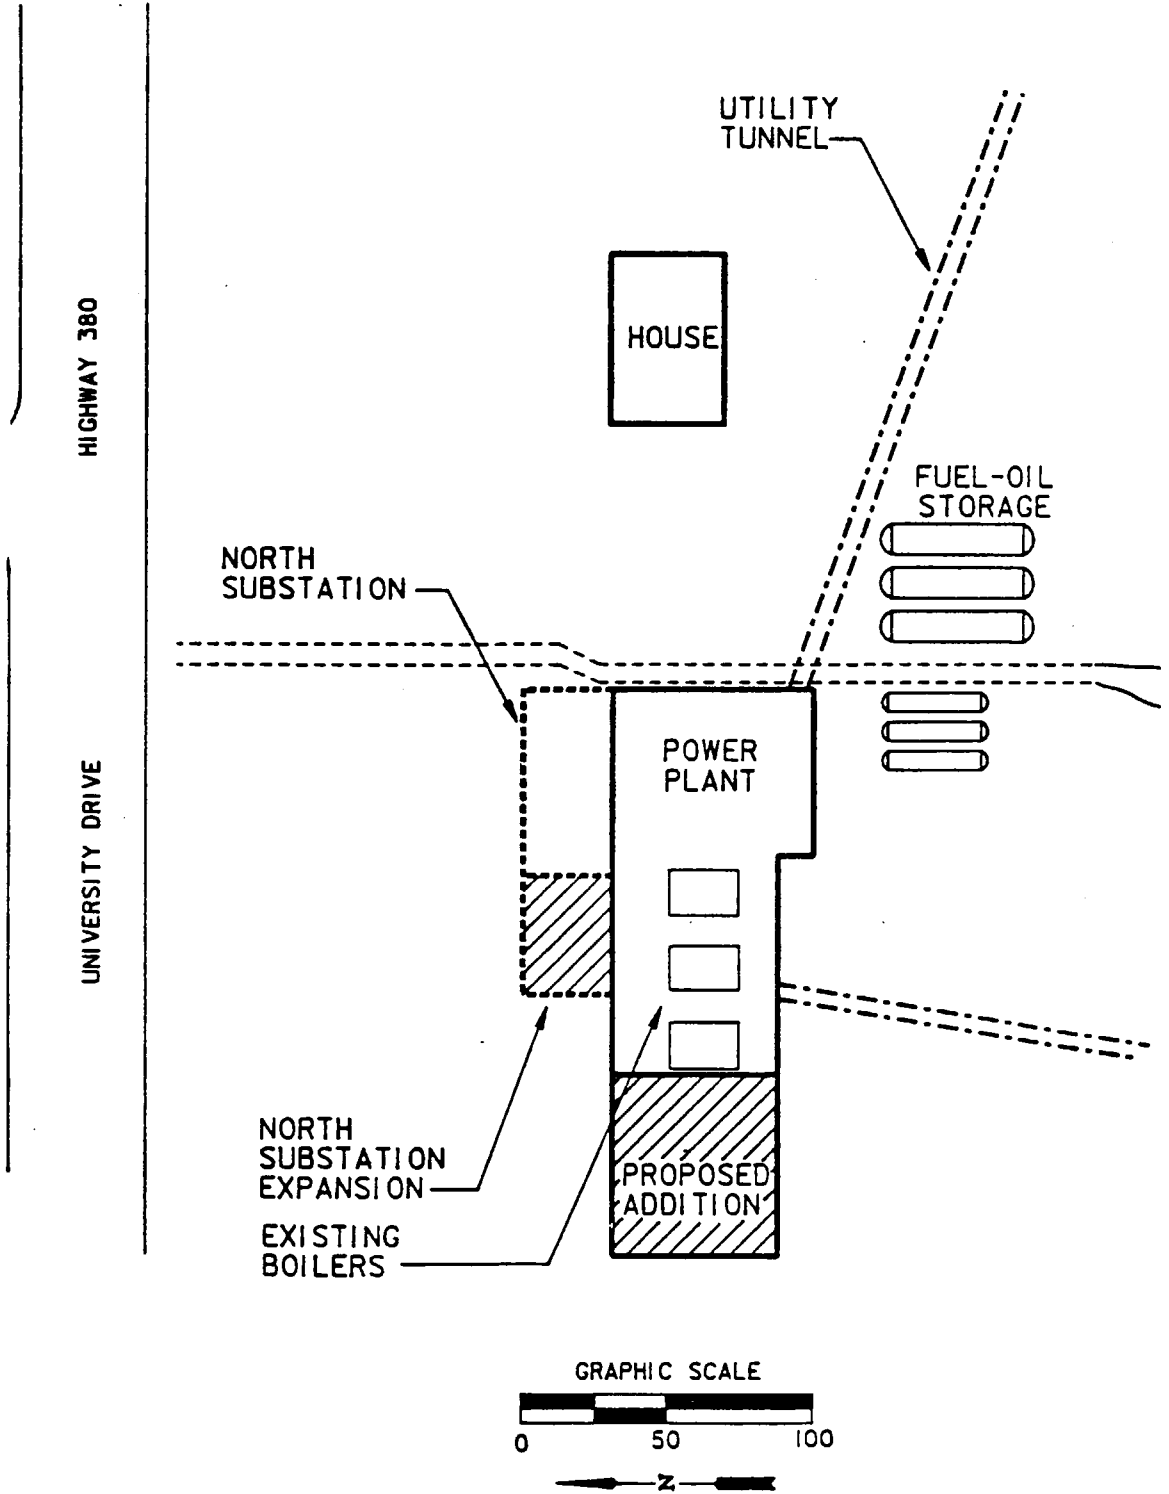 UTILITY
TUNNEL
HOUSE
HIGHWAY 380
FUEL-OIL
STORAGE
NORTH
SUBSTATION
POWER
PLANT
UNIVERSITY DRIVE
NORTH
SUBSTATION
EXPANSION
PROPOSED
ADDITION
EXISTING
BOILERS
GRAPHIC SCALE
0 50 100
N